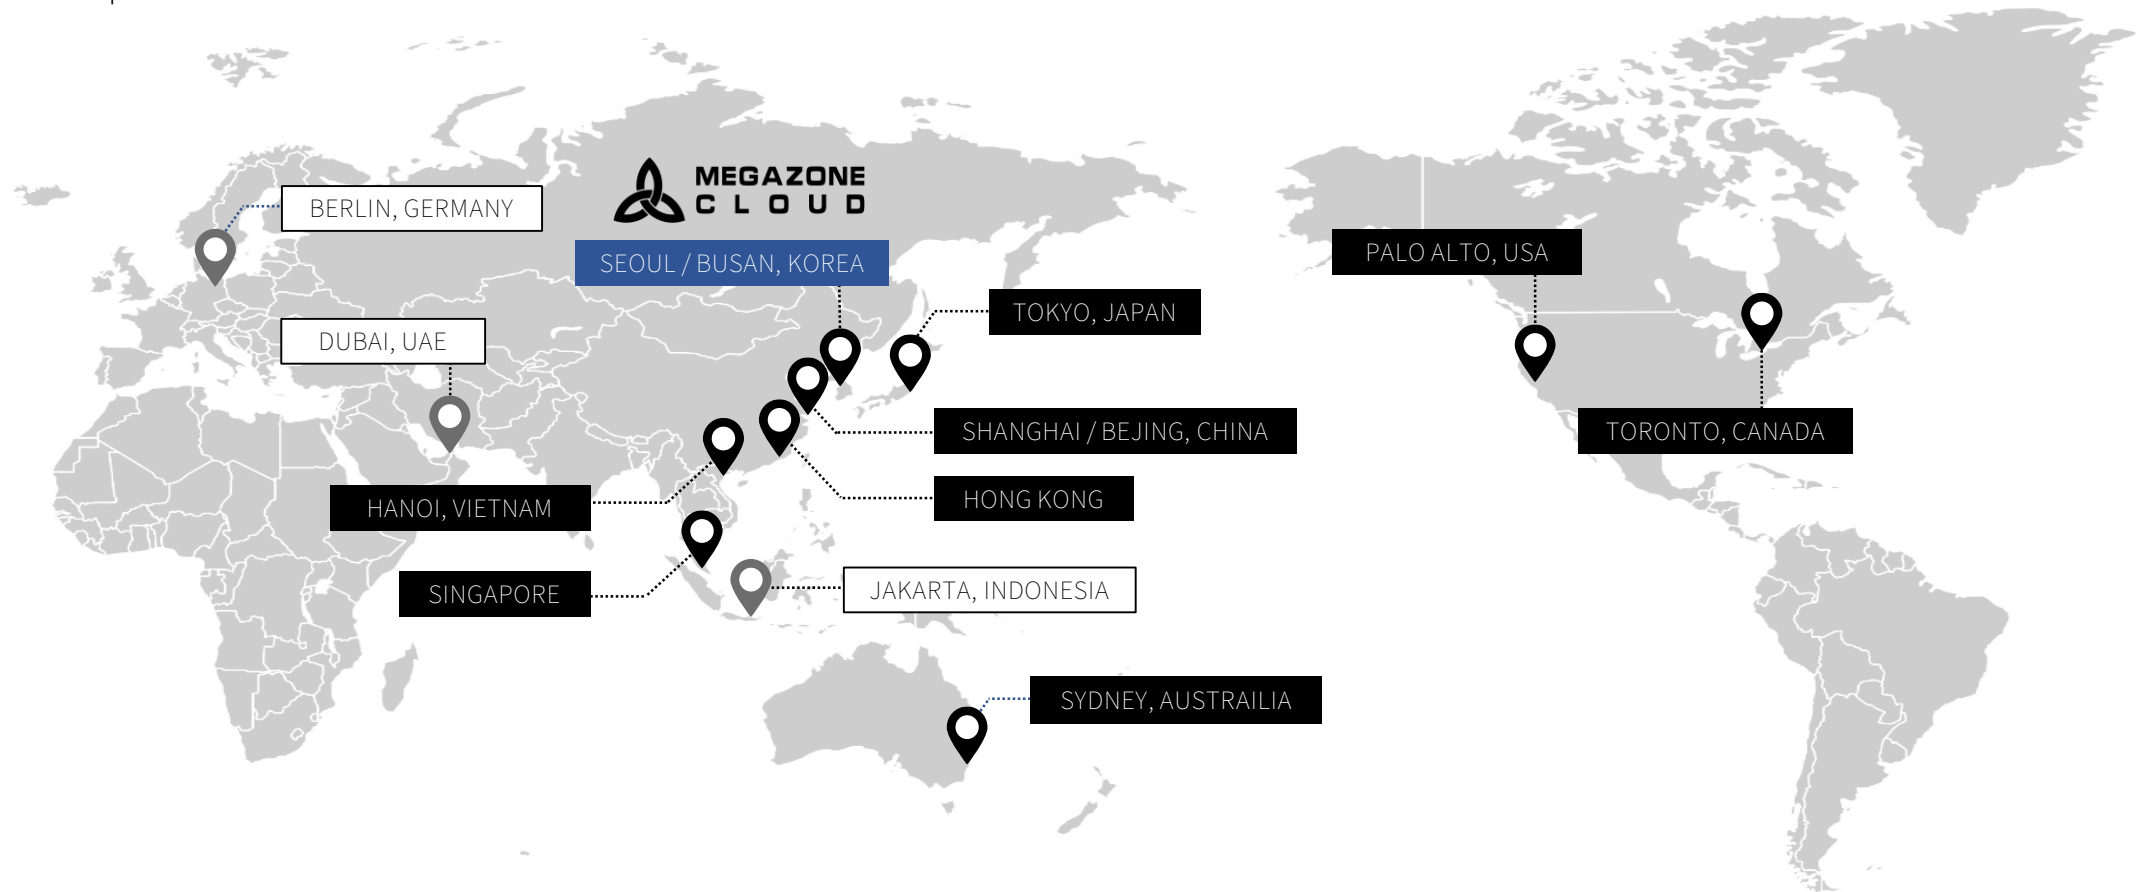 MEGAZONE
CLOUD
BERLIN, GERMANY
SEOUL / BUSAN, KOREA
PALO ALTO, USA
TOKYO, JAPAN
DUBAI, UAE
SHANGHAI / BEJING, CHINA
TORONTO, CANADA
HANOI, VIETNAM
HONG KONG
SINGAPORE
JAKARTA, INDONESIA
SYDNEY, AUSTRAILIA